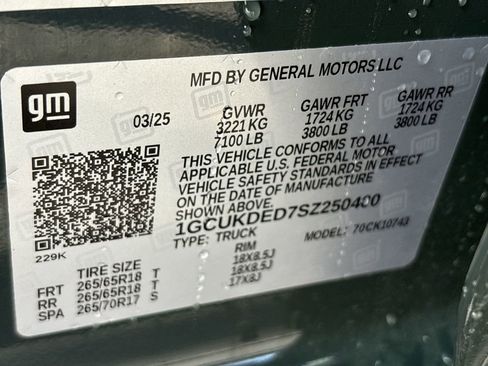 MFD BY GENERAL MOTORS LLC
gm
03/25 GVWR GAWR FRT GAWR RR
3221 KG 1724 KG 1724 KG
7100 LB 3800 LB 3800 LB
THIS VEHICLE CONFORMS TO ALL
APPLICABLE U.S. FEDERAL MOTOR
VEHICLE SAFETY STANDARDS IN EFFECT
ON THE DATE OF MANUFACTURE
SHOWN ABOVE.
1GCUKDED7SZ250400
TYPE: TRUCK MODEL: 70CK10743
229K
TIRE SIZE RIM
FRT 265/65R18 T 18X8.5J
RR 265/65R18 T 18X8.5J
SPA 265/70R17 S 17X8J